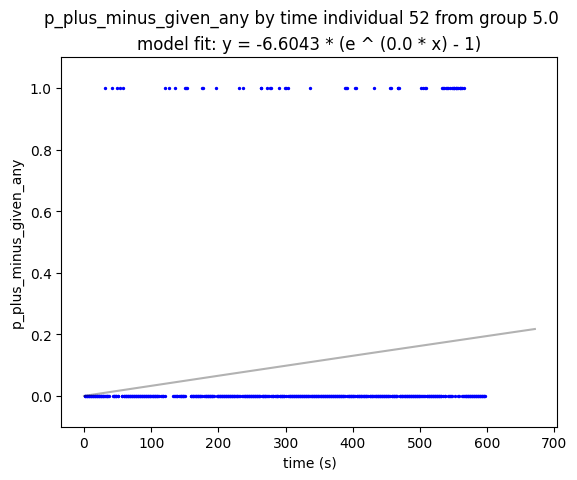 p_plus_minus_given_any by time individual 52 from group 5.0
model fit: y = -6.6043 * (e ^ (0.0 * x) - 1)
1.0
0.8
0.6
0.4
0.2
0.0
p_plus_minus_given_any
0 100 200 300 400 500 600 700
time (s)